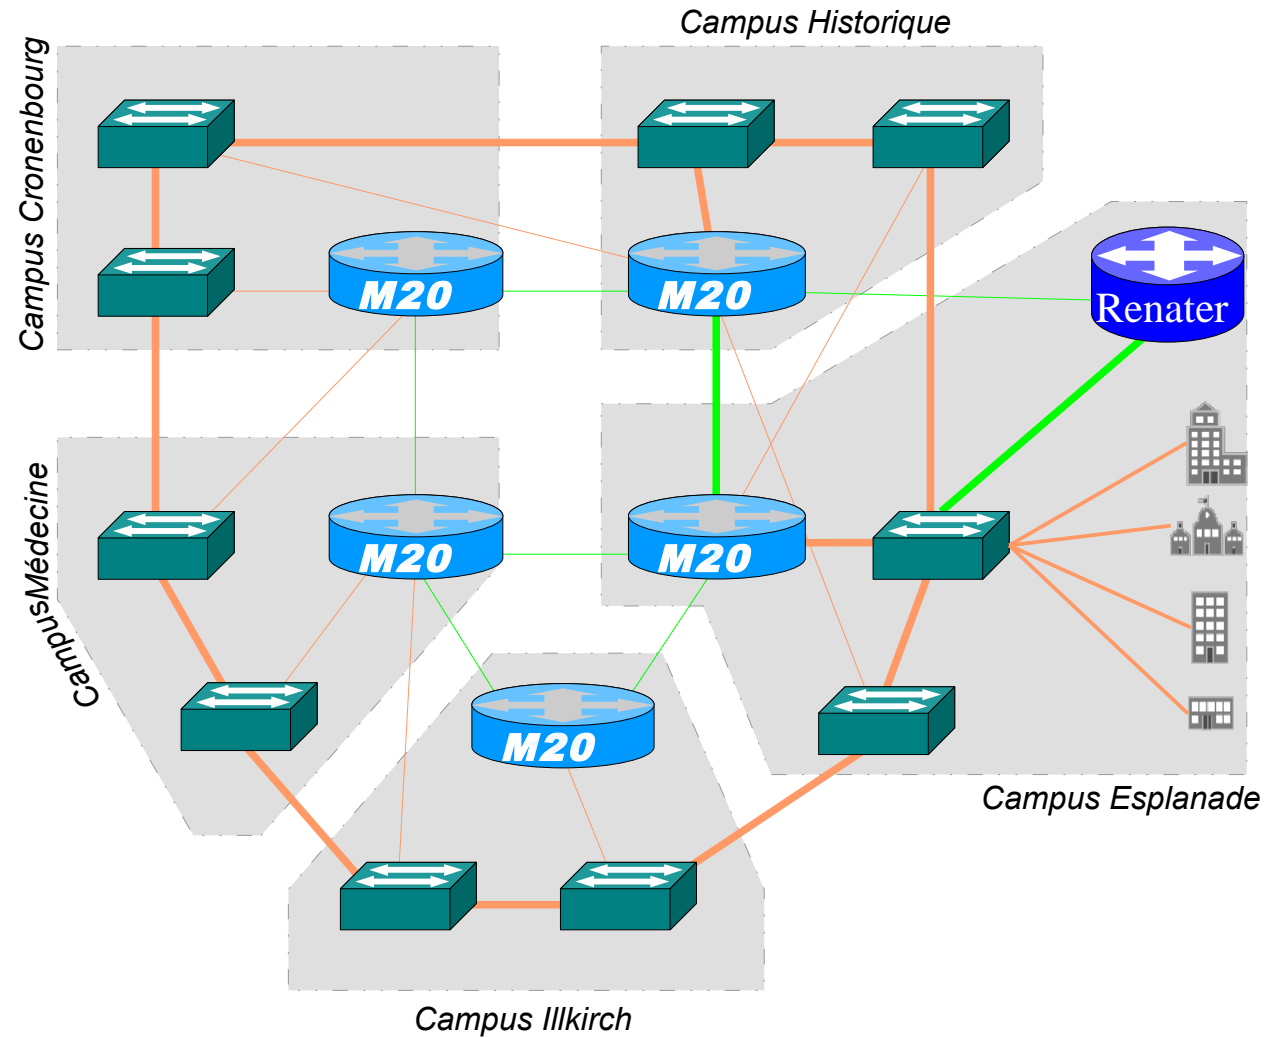 Campus Historique
Campus Cronenbourg
M20
M20
Renater
CampusMédecine
M20
M20
M20
Campus Esplanade
Campus Illkirch